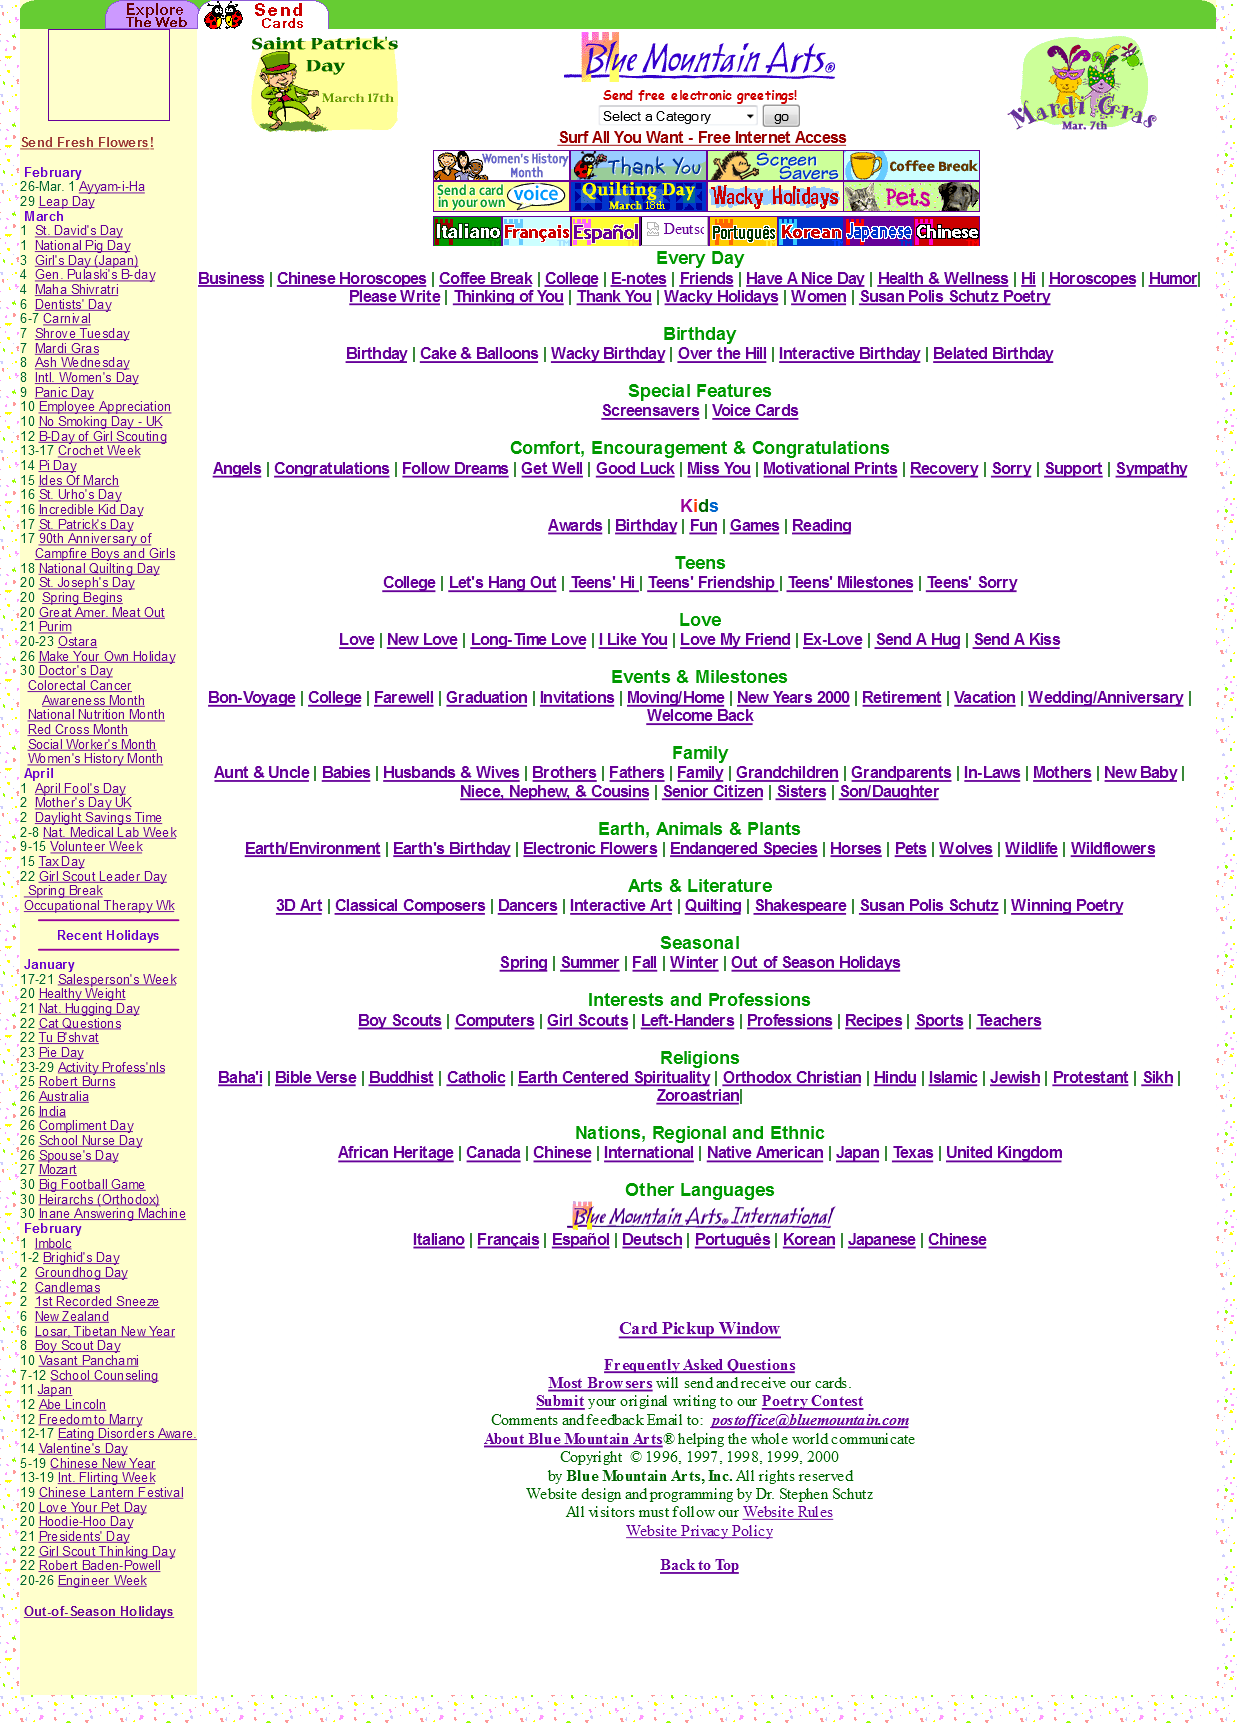 Explore
The Web
Send
Cards
Saint Patrick's
Day
March 17th
Blue Mountain Arts®
Send free electronic greetings!
Select a Category
go
Surf All You Want - Free Internet Access
Mardi Gras
Mar. 7th
Women's History
Month
Thank You
Screen
Savers
Coffee Break
Send a card
in your own
voice
Quilting Day
March 18th
Wacky Holidays
Pets
Italiano
Français
Español
Português
Korean
Japanese
Chinese
Send Fresh Flowers!
February
26-Mar. 1 Ayyam-i-Ha
29 Leap Day
March
1 St. David's Day
1 National Pig Day
3 Girl's Day (Japan)
4 Gen. Pulaski's B-day
4 Maha Shivratri
6 Dentists' Day
6-7 Carnival
7 Shrove Tuesday
7 Mardi Gras
8 Ash Wednesday
8 Intl. Women's Day
9 Panic Day
10 Employee Appreciation
10 No Smoking Day - UK
12 B-Day of Girl Scouting
13-17 Crochet Week
14 Pi Day
15 Ides Of March
16 St. Urho's Day
16 Incredible Kid Day
17 St. Patrick's Day
17 90th Anniversary of
Campfire Boys and Girls
18 National Quilting Day
20 St. Joseph's Day
20 Spring Begins
20 Great Amer. Meat Out
21 Purim
20-23 Ostara
26 Make Your Own Holiday
30 Doctor's Day
Colorectal Cancer
Awareness Month
National Nutrition Month
Red Cross Month
Social Worker's Month
Women's History Month
April
1 April Fool's Day
2 Mother's Day UK
2 Daylight Savings Time
2-8 Nat. Medical Lab Week
9-15 Volunteer Week
15 Tax Day
22 Girl Scout Leader Day
Spring Break
Occupational Therapy Wk
Recent Holidays
January
17-21 Salesperson's Week
20 Healthy Weight
21 Nat. Hugging Day
22 Cat Questions
22 Tu B'shvat
23 Pie Day
23-29 Activity Profess'nls
25 Robert Burns
26 Australia
26 India
26 Compliment Day
26 School Nurse Day
26 Spouse's Day
27 Mozart
30 Big Football Game
30 Heirarchs (Orthodox)
30 Inane Answering Machine
February
1 Imbolc
1-2 Brighid's Day
2 Groundhog Day
2 Candlemas
2 1st Recorded Sneeze
6 New Zealand
6 Losar, Tibetan New Year
8 Boy Scout Day
10 Vasant Panchami
7-12 School Counseling
11 Japan
12 Abe Lincoln
12 Freedom to Marry
12-17 Eating Disorders Aware.
14 Valentine's Day
5-19 Chinese New Year
13-19 Int. Flirting Week
19 Chinese Lantern Festival
20 Love Your Pet Day
20 Hoodie-Hoo Day
21 Presidents' Day
22 Girl Scout Thinking Day
22 Robert Baden-Powell
20-26 Engineer Week
Out-of-Season Holidays
Every Day
Business | Chinese Horoscopes | Coffee Break | College | E-notes | Friends | Have A Nice Day | Health & Wellness | Hi | Horoscopes | Humor|
Please Write | Thinking of You | Thank You | Wacky Holidays | Women | Susan Polis Schutz Poetry
Birthday
Birthday | Cake & Balloons | Wacky Birthday | Over the Hill | Interactive Birthday | Belated Birthday
Special Features
Screensavers | Voice Cards
Comfort, Encouragement & Congratulations
Angels | Congratulations | Follow Dreams | Get Well | Good Luck | Miss You | Motivational Prints | Recovery | Sorry | Support | Sympathy
Kids
Awards | Birthday | Fun | Games | Reading
Teens
College | Let's Hang Out | Teens' Hi | Teens' Friendship | Teens' Milestones | Teens' Sorry
Love
Love | New Love | Long-Time Love | I Like You | Love My Friend | Ex-Love | Send A Hug | Send A Kiss
Events & Milestones
Bon-Voyage | College | Farewell | Graduation | Invitations | Moving/Home | New Years 2000 | Retirement | Vacation | Wedding/Anniversary |
Welcome Back
Family
Aunt & Uncle | Babies | Husbands & Wives | Brothers | Fathers | Family | Grandchildren | Grandparents | In-Laws | Mothers | New Baby |
Niece, Nephew, & Cousins | Senior Citizen | Sisters | Son/Daughter
Earth, Animals & Plants
Earth/Environment | Earth's Birthday | Electronic Flowers | Endangered Species | Horses | Pets | Wolves | Wildlife | Wildflowers
Arts & Literature
3D Art | Classical Composers | Dancers | Interactive Art | Quilting | Shakespeare | Susan Polis Schutz | Winning Poetry
Seasonal
Spring | Summer | Fall | Winter | Out of Season Holidays
Interests and Professions
Boy Scouts | Computers | Girl Scouts | Left-Handers | Professions | Recipes | Sports | Teachers
Religions
Baha'i | Bible Verse | Buddhist | Catholic | Earth Centered Spirituality | Orthodox Christian | Hindu | Islamic | Jewish | Protestant | Sikh |
Zoroastrian|
Nations, Regional and Ethnic
African Heritage | Canada | Chinese | International | Native American | Japan | Texas | United Kingdom
Other Languages
Blue Mountain Arts® International
Italiano | Français | Español | Deutsch | Português | Korean | Japanese | Chinese
Card Pickup Window
Frequently Asked Questions
Most Browsers will send and receive our cards.
Submit your original writing to our Poetry Contest
Comments and feedback Email to: postoffice@bluemountain.com
About Blue Mountain Arts® helping the whole world communicate
Copyright © 1996, 1997, 1998, 1999, 2000
by Blue Mountain Arts, Inc. All rights reserved
Website design and programming by Dr. Stephen Schutz
All visitors must follow our Website Rules
Website Privacy Policy
Back to Top